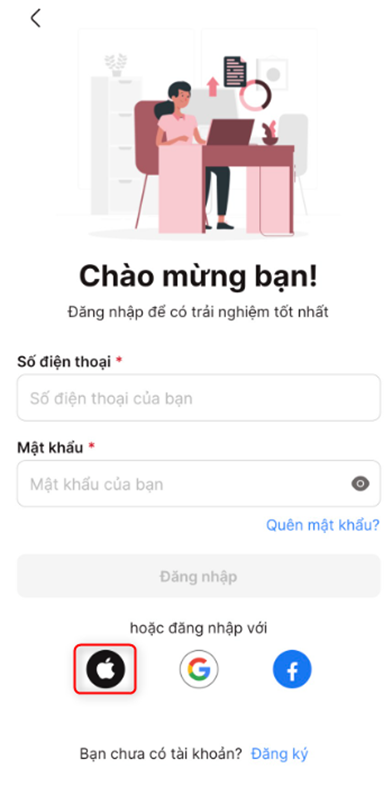 Chào mừng bạn!
Đăng nhập để có trải nghiệm tốt nhất
Số điện thoại *
Số điện thoại của bạn
Mật khẩu *
Mật khẩu của bạn
Quên mật khẩu?
Đăng nhập
hoặc đăng nhập với
Bạn chưa có tài khoản? Đăng ký